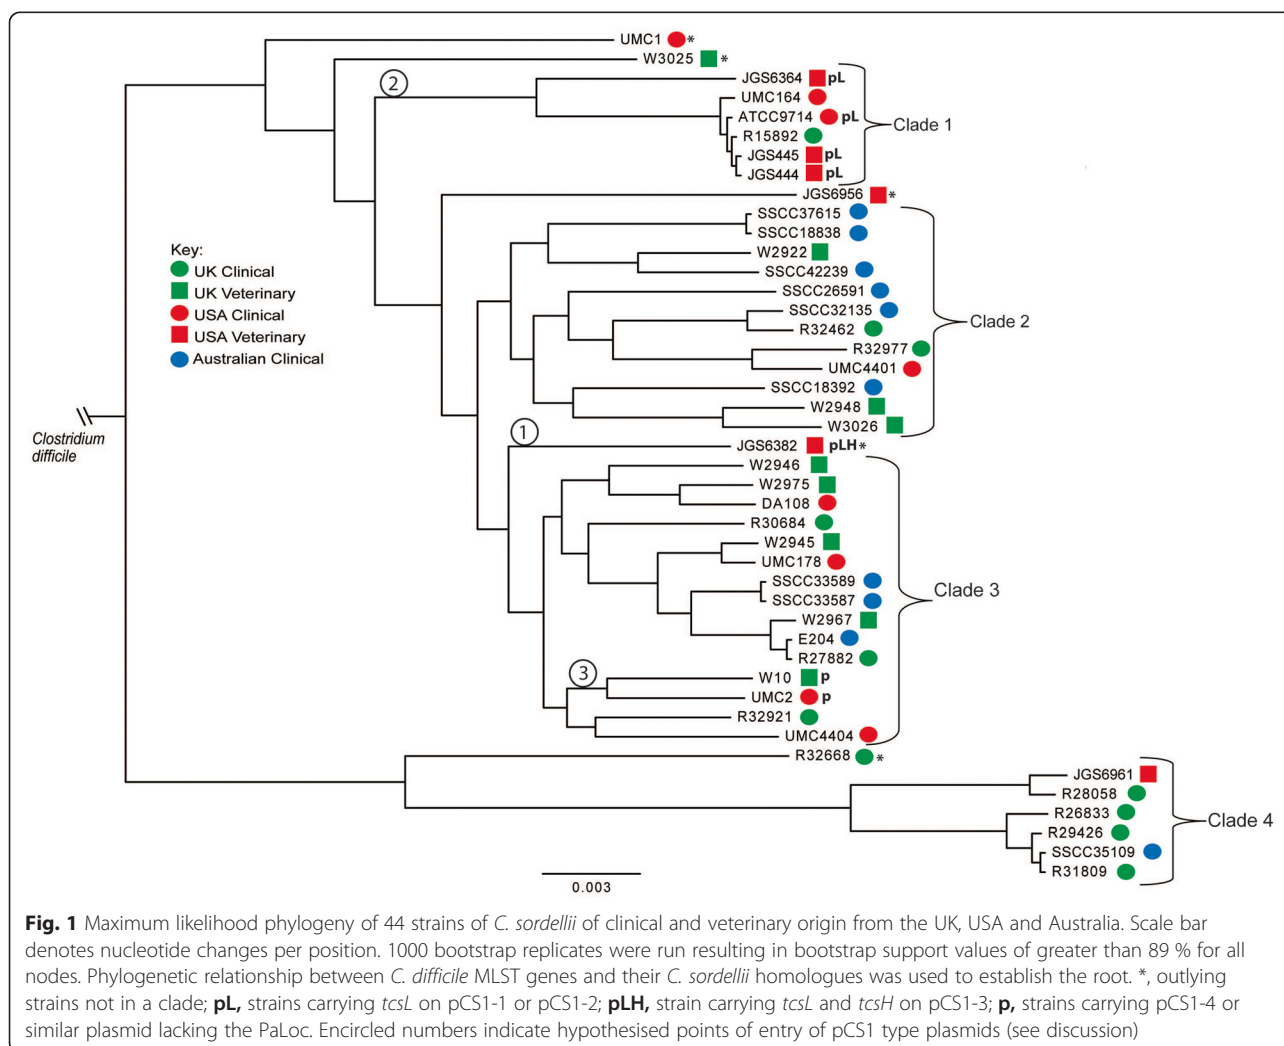 UMC1 *
W3025 *
2
JGS6364 pL
UMC164
ATCC9714 pL
R15892
JGS445 pL
JGS444 pL
Clade 1
JGS6956 *
SSCC37615
SSCC18838
W2922
SSCC42239
SSCC26591
SSCC32135
R32462
R32977
UMC4401
SSCC18392
W2948
W3026
Clade 2
Key:
UK Clinical
UK Veterinary
USA Clinical
USA Veterinary
Australian Clinical
Clostridium
difficile
1
JGS6382 pLH*
W2946
W2975
DA108
R30684
W2945
UMC178
SSCC33589
SSCC33587
W2967
E204
R27882
3
W10 p
UMC2 p
R32921
UMC4404
Clade 3
R32668 *
JGS6961
R28058
R26833
R29426
SSCC35109
R31809
Clade 4
0.003
Fig. 1 Maximum likelihood phylogeny of 44 strains of C. sordellii of clinical and veterinary origin from the UK, USA and Australia. Scale bar
denotes nucleotide changes per position. 1000 bootstrap replicates were run resulting in bootstrap support values of greater than 89 % for all
nodes. Phylogenetic relationship between C. difficile MLST genes and their C. sordellii homologues was used to establish the root. *, outlying
strains not in a clade; pL, strains carrying tcsL on pCS1-1 or pCS1-2; pLH, strain carrying tcsL and tcsH on pCS1-3; p, strains carrying pCS1-4 or
similar plasmid lacking the PaLoc. Encircled numbers indicate hypothesised points of entry of pCS1 type plasmids (see discussion)